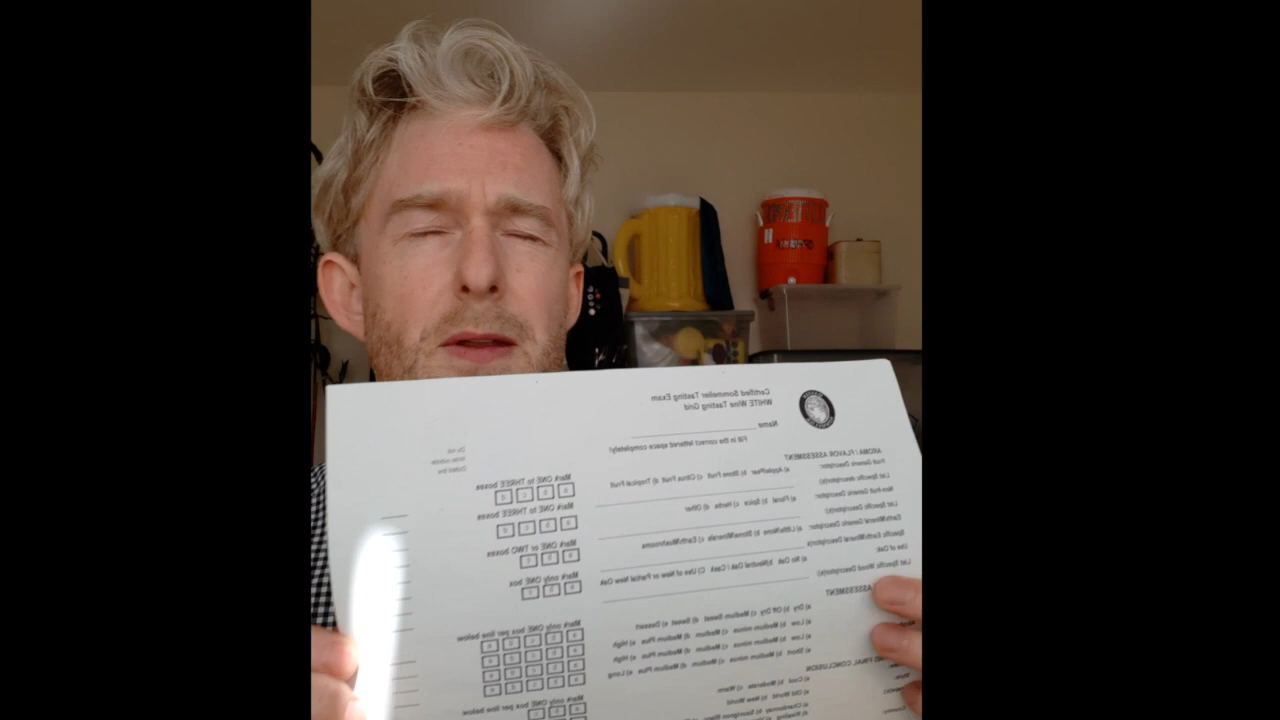 Certified Sommelier Tasting Exam
WHITE Wine Tasting Grid
Name
Fill in the correct lettered space completely!
AROMA / FLAVOR ASSESSMENT
Fruit Generic Descriptor: a) Apple/Pear b) Stone Fruit c) Citrus Fruit d) Tropical Fruit
Mark ONE to THREE boxes
a b c d
List Specific descriptor(s):
Non-fruit Generic Descriptor: a) Floral b) Spice c) Herbs d) Other
Mark ONE to THREE boxes
a b c d
List Specific Descriptor(s):
Earth/Mineral Generic Descriptor: a) Little/None b) Stone/Minerals c) Earth/Mushrooms
Mark ONE or TWO boxes
a b c
Specific Earth/Mineral Descriptor(s)
Use of Oak: a) No Oak b) Neutral Oak / Cask C) Use of New or Partial New Oak
Mark only ONE box
a b c
List Specific Wood Descriptor(s)
ASSESSMENT
Mark only ONE box per line below
a) Dry b) Off Dry c) Medium Sweet d) Sweet e) Dessert
a b c d e
a) Low b) Medium minus c) Medium d) Medium Plus e) High
a b c d e
a) Low b) Medium minus c) Medium d) Medium Plus e) High
a b c d e
a) Short b) Medium minus c) Medium d) Medium Plus e) Long
a b c d e
FINAL CONCLUSION
Mark only ONE box per line below
a) Cool b) Moderate c) Warm
a b c
a) Old World b) New World